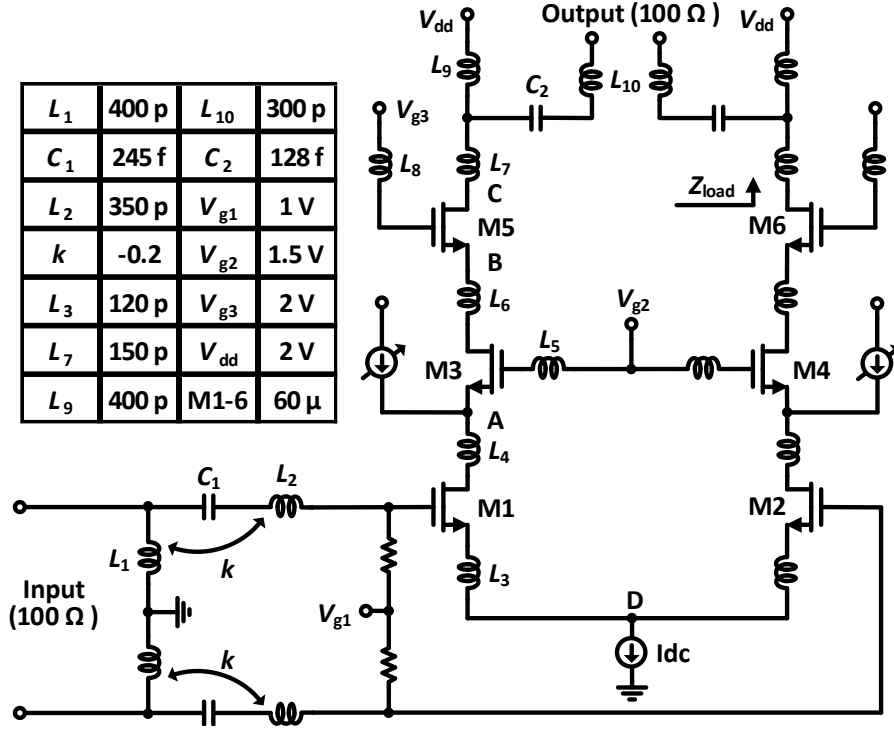 Vdd
Output (100 Ω )
Vdd
L9
C2
L10
L1 400 p L10 300 p
C1 245 f C2 128 f
L2 350 p Vg1 1 V
k -0.2 Vg2 1.5 V
L3 120 p Vg3 2 V
L7 150 p Vdd 2 V
L9 400 p M1-6 60 μ
Vg3
L8
L7
C
Zload
M5
M6
B
L6
Vg2
L5
M3
M4
A
L4
C1
L2
M1
M2
L1
k
L3
Input
(100 Ω )
Vg1
D
k
Idc